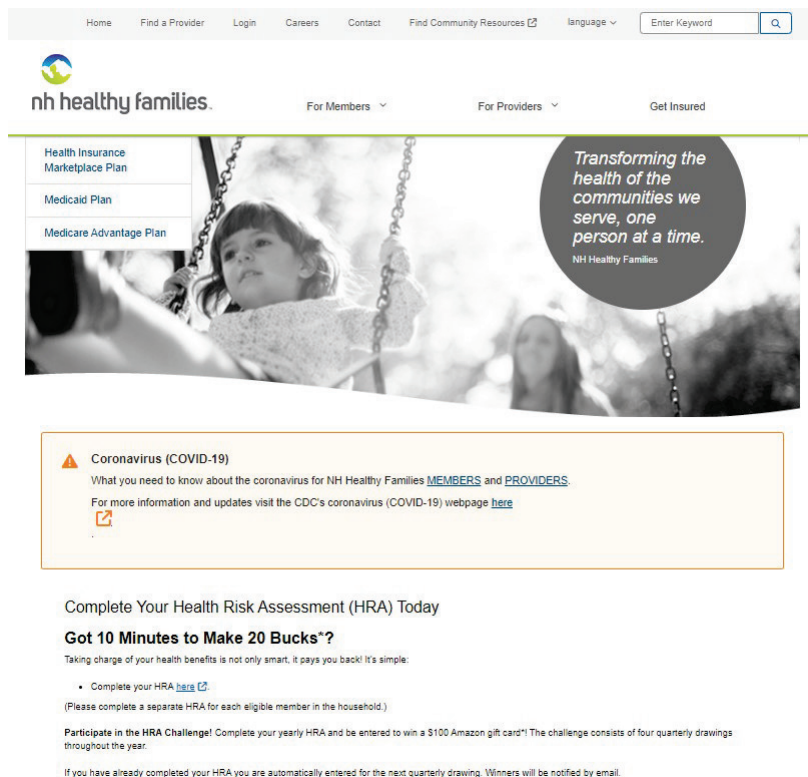 Home Find a Provider Login Careers Contact Find Community Resources language Enter Keyword
nh healthy families™
For Members For Providers Get Insured
Health Insurance
Marketplace Plan
Medicaid Plan
Medicare Advantage Plan
Transforming the
health of the
communities we
serve, one
person at a time.
NH Healthy Families
Coronavirus (COVID-19)
What you need to know about the coronavirus for NH Healthy Families MEMBERS and PROVIDERS.
For more information and updates visit the CDC's coronavirus (COVID-19) webpage here
.
Complete Your Health Risk Assessment (HRA) Today
Got 10 Minutes to Make 20 Bucks*?
Taking charge of your health benefits is not only smart, it pays you back! It's simple:
• Complete your HRA here.
(Please complete a separate HRA for each eligible member in the household.)
Participate in the HRA Challenge! Complete your yearly HRA and be entered to win a $100 Amazon gift card*! The challenge consists of four quarterly drawings
throughout the year.
If you have already completed your HRA you are automatically entered for the next quarterly drawing. Winners will be notified by email.